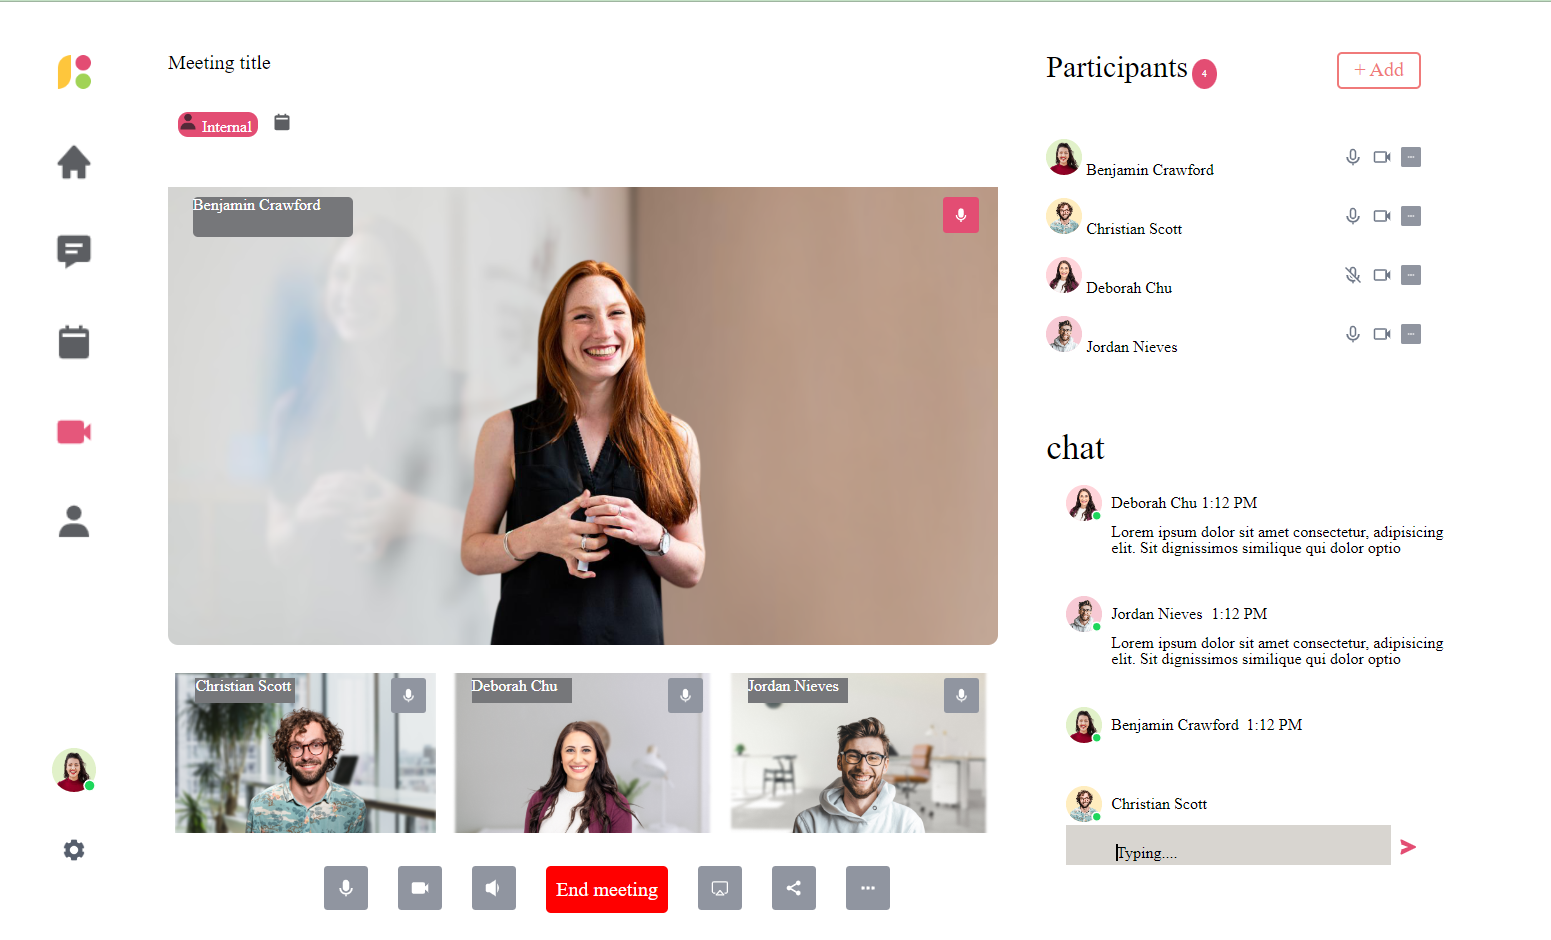 Meeting title
Internal
Benjamin Crawford
Christian Scott
Deborah Chu
Jordan Nieves
End meeting
Participants 4
+ Add
Benjamin Crawford
Christian Scott
Deborah Chu
Jordan Nieves
chat
Deborah Chu 1:12 PM
Lorem ipsum dolor sit amet consectetur, adipisicing
elit. Sit dignissimos similique qui dolor optio
Jordan Nieves 1:12 PM
Lorem ipsum dolor sit amet consectetur, adipisicing
elit. Sit dignissimos similique qui dolor optio
Benjamin Crawford 1:12 PM
Christian Scott
Typing....